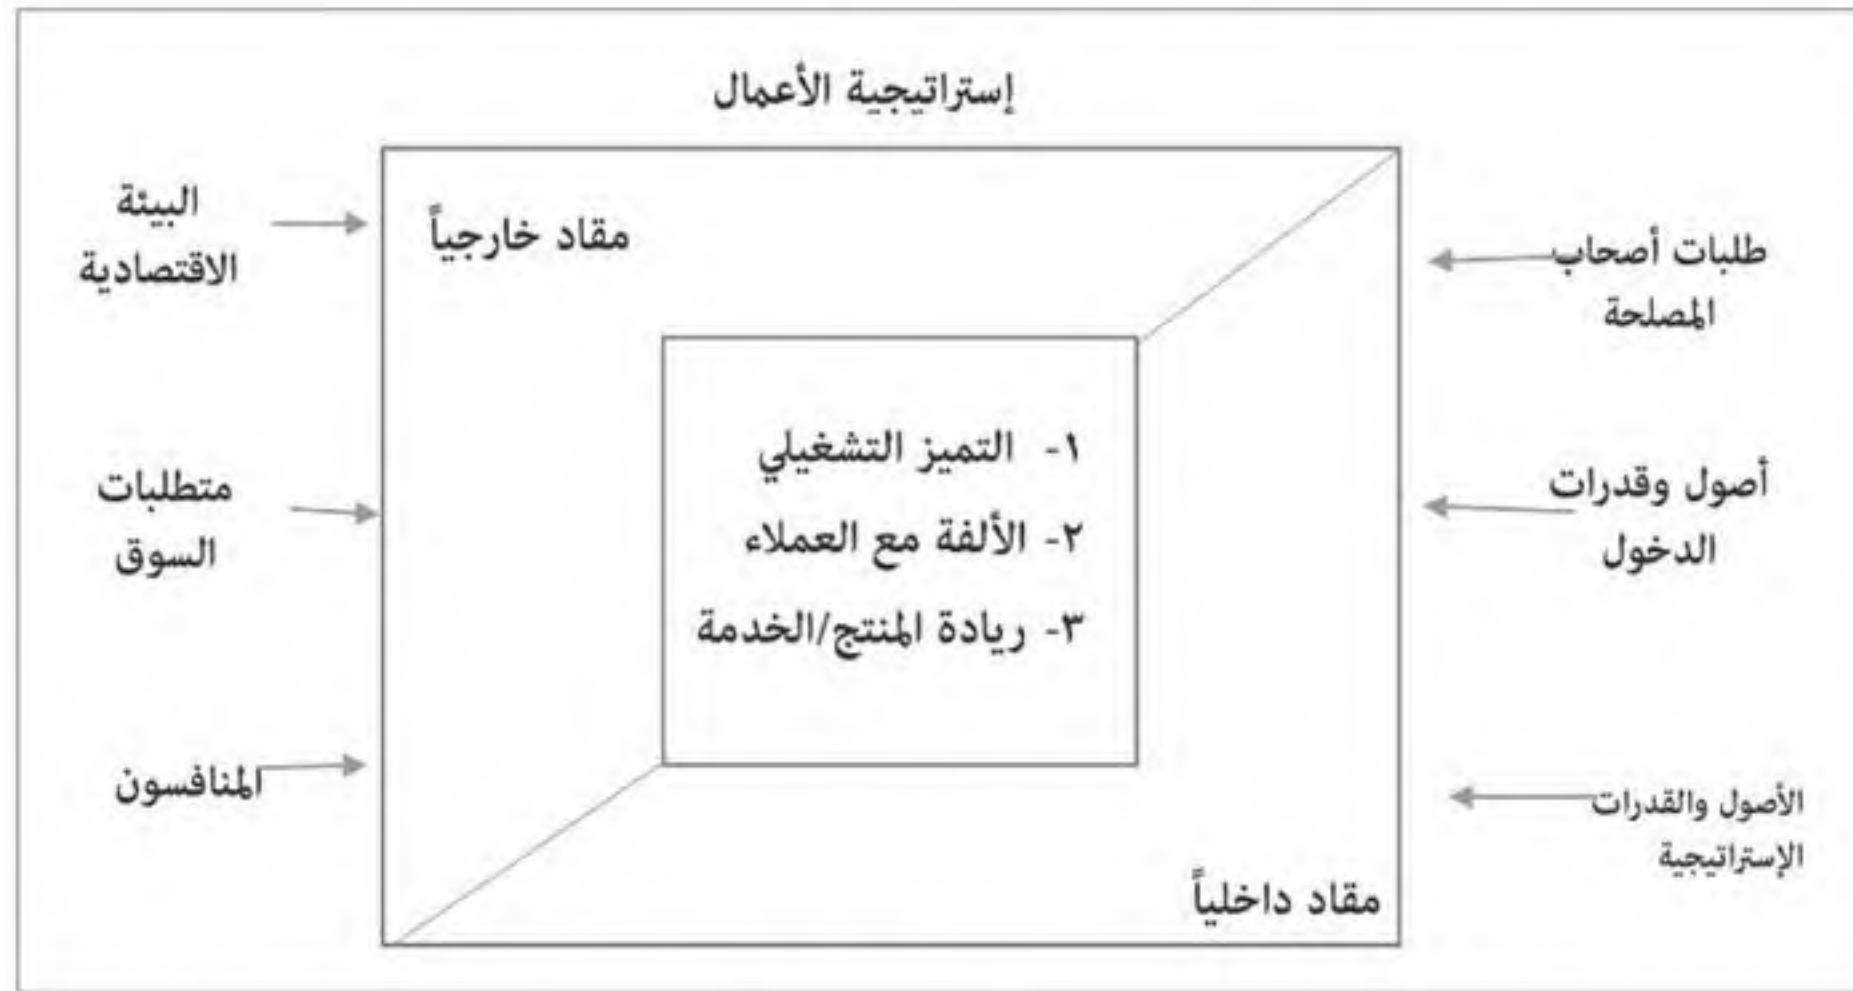 إستراتيجية الأعمال
مقاد خارجياً
طلبات أصحاب
المصلحة
أصول وقدرات
الدخول
الأصول والقدرات
الإستراتيجية
١- التميز التشغيلي
٢- الألفة مع العملاء
٣- ريادة المنتج/الخدمة
البيئة
الاقتصادية
متطلبات
السوق
المنافسون
مقاد داخلياً